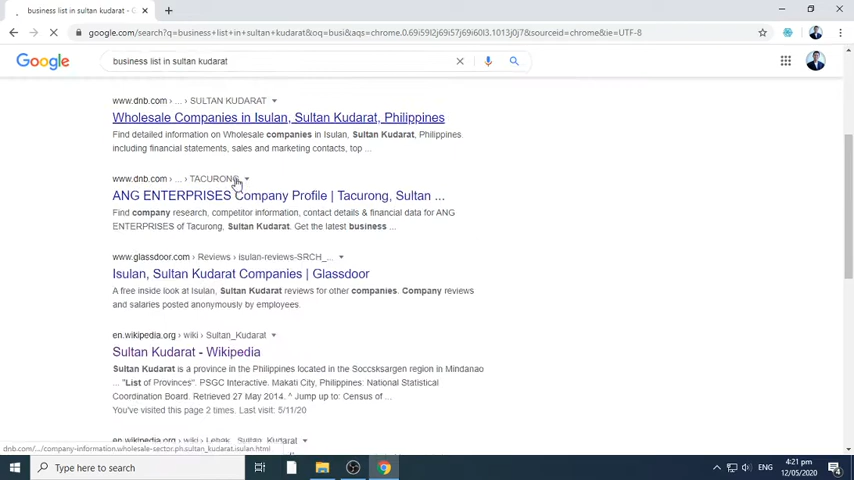 business list in sultan kudarat - G
google.com/search?q=business+list+in+sultan+kudarat&oq=busi&aqs=chrome.0.69i59l2j69i57j69i60l3.1013j0j7&sourceid=chrome&ie=UTF-8
Google
business list in sultan kudarat
www.dnb.com › ... › SULTAN KUDARAT
Wholesale Companies in Isulan, Sultan Kudarat, Philippines
Find detailed information on Wholesale companies in Isulan, Sultan Kudarat, Philippines
including financial statements, sales and marketing contacts, top ...
www.dnb.com › ... › TACURONG
ANG ENTERPRISES Company Profile | Tacurong, Sultan ...
Find company research, competitor information, contact details & financial data for ANG
ENTERPRISES of Tacurong, Sultan Kudarat. Get the latest business ...
www.glassdoor.com › Reviews › isulan-reviews-SRCH_...
Isulan, Sultan Kudarat Companies | Glassdoor
A free inside look at Isulan, Sultan Kudarat reviews for other companies. Company reviews
and salaries posted anonymously by employees.
en.wikipedia.org › wiki › Sultan_Kudarat
Sultan Kudarat - Wikipedia
Sultan Kudarat is a province in the Philippines located in the Soccsksargen region in Mindanao
... "List of Provinces". PSGC Interactive. Makati City, Philippines: National Statistical
Coordination Board. Retrieved 27 May 2014. ^ Jump up to: Census of ...
You've visited this page 2 times. Last visit: 5/11/20
en.wikipedia.org › wiki › Lebak,_Sultan_Kudarat
dnb.com/.../company-information.wholesale-sector.ph.sultan_kudarat.isulan.html
Type here to search
ENG
4:21 pm
12/05/2020
4